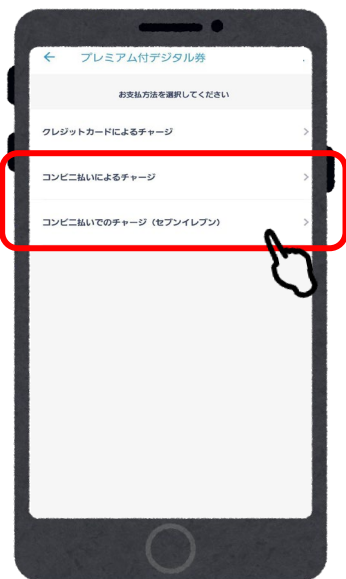 ← プレミアム付デジタル券
お支払方法を選択してください
クレジットカードによるチャージ >
コンビニ払いによるチャージ >
コンビニ払いでのチャージ（セブンイレブン） >